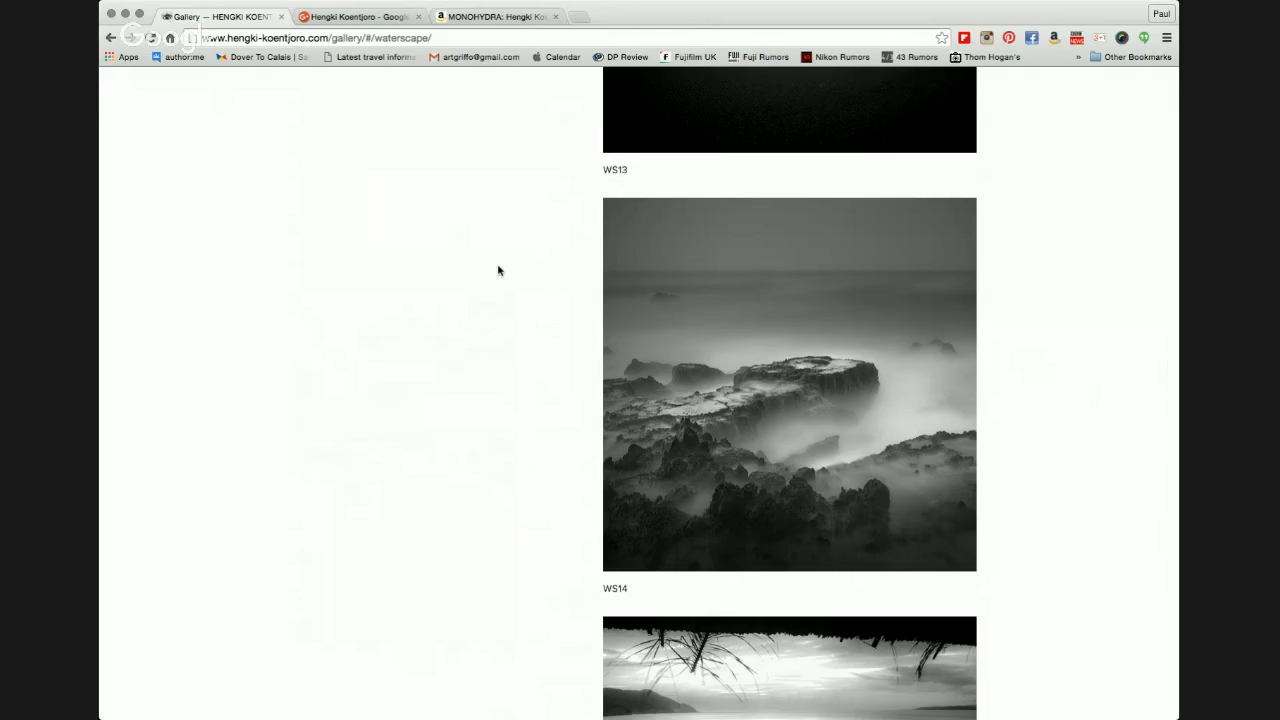 Gallery — HENGKI KOENT
Hengki Koentjoro - Google
MONOHYDRA: Hengki Ko
Paul
www.hengki-koentjoro.com/gallery/#/waterscape/
Apps
author:me
Dover To Calais | Sa
Latest travel informa
artgriffo@gmail.com
Calendar
DP Review
Fujifilm UK
Fuji Rumors
Nikon Rumors
43 Rumors
Thom Hogan's
»
Other Bookmarks
WS13
WS14